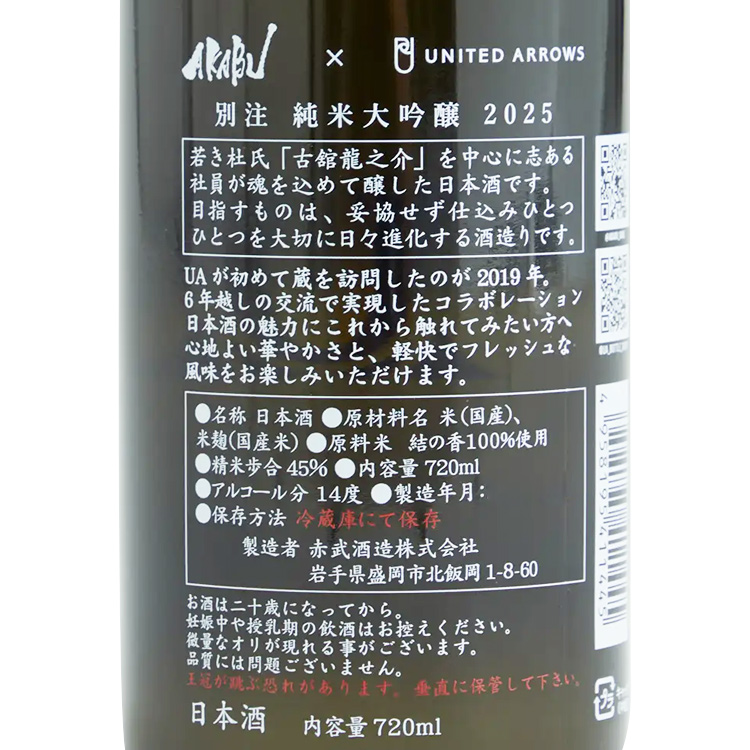 AKABU × UNITED ARROWS
別注 純米大吟醸 2025
若き杜氏「古舘龍之介」を中心に志ある
社員が魂を込めて醸した日本酒です。
目指すものは、妥協せず仕込みひとつ
ひとつを大切に日々進化する酒造りです。
UAが初めて蔵を訪問したのが2019年。
6年越しの交流で実現したコラボレーション
日本酒の魅力にこれから触れてみたい方へ
心地よい華やかさと、軽快でフレッシュな
風味をお楽しみいただけます。
●名称 日本酒 ●原材料名 米(国産)、
米麹(国産米) ●原料米 結の香100%使用
●精米歩合 45% ●内容量 720ml
●アルコール分 14度 ●製造年月:
●保存方法 冷蔵庫にて保存
製造者 赤武酒造株式会社
岩手県盛岡市北飯岡1-8-60
お酒は二十歳になってから。
妊娠中や授乳期の飲酒はお控えください。
微量なオリが現れる事がございます。
品質には問題ございません。
王冠が跳ぶ恐れがあります。垂直に保管して下さい。
日本酒 内容量720ml
4958195411445
プラ